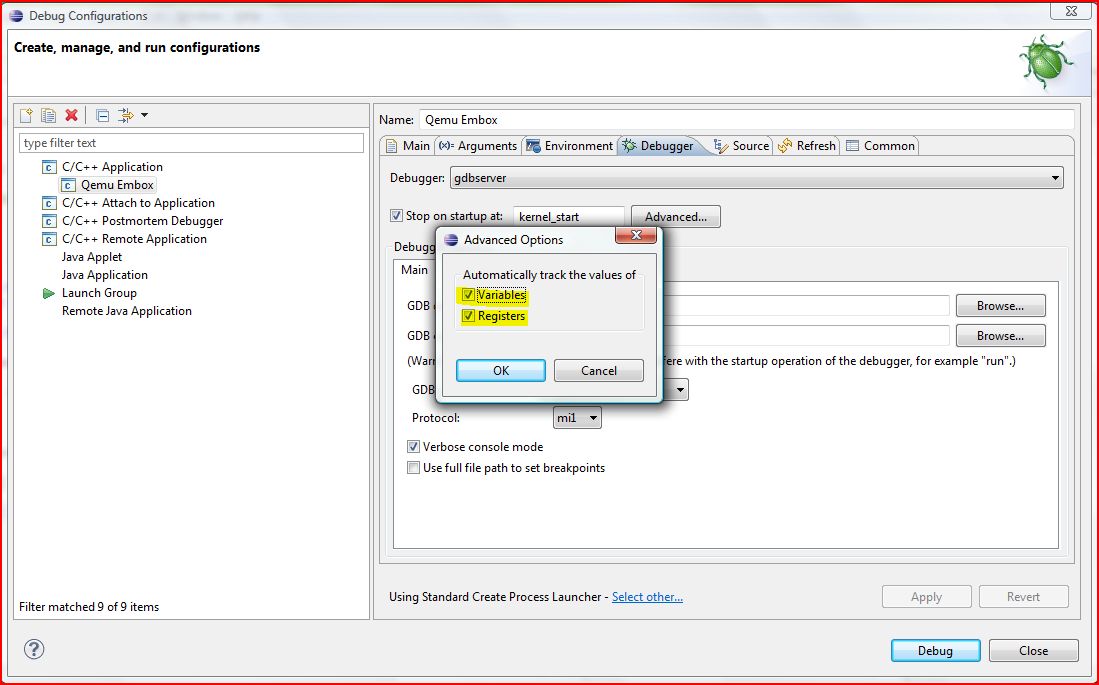 Debug Configurations
Create, manage, and run configurations
type filter text
C/C++ Application
Qemu Embox
C/C++ Attach to Application
C/C++ Postmortem Debugger
C/C++ Remote Application
Java Applet
Java Application
Launch Group
Remote Java Application
Filter matched 9 of 9 items
Name: Qemu Embox
Main (x)= Arguments Environment Debugger Source Refresh Common
Debugger: gdbserver
Stop on startup at: kernel_start Advanced...
Debugg
Main
GDB Browse...
GDB Browse...
(Warn fere with the startup operation of the debugger, for example "run".)
GDB
Protocol: mi1
Verbose console mode
Use full file path to set breakpoints
Advanced Options
Automatically track the values of
Variables
Registers
OK Cancel
Using Standard Create Process Launcher - Select other...
Apply Revert
Debug Close